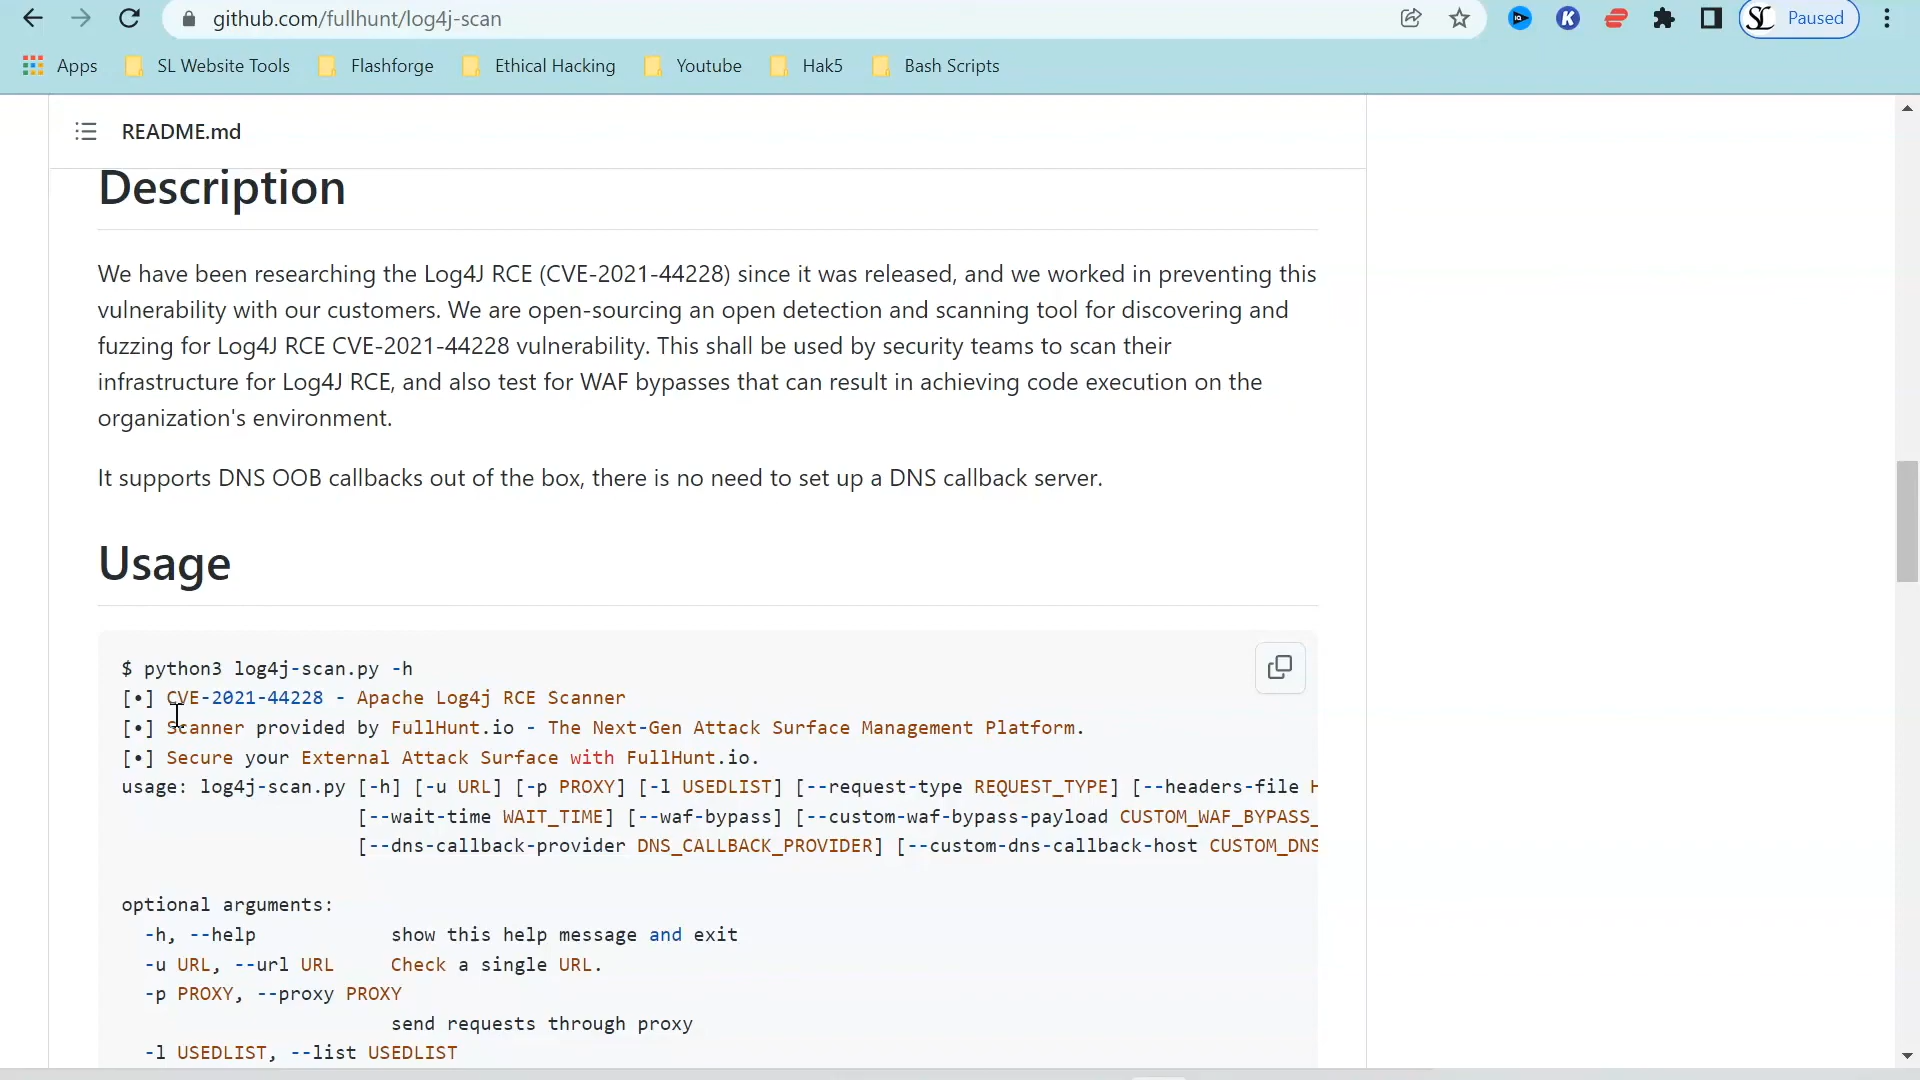 github.com/fullhunt/log4j-scan
Paused
Apps
SL Website Tools
Flashforge
Ethical Hacking
Youtube
Hak5
Bash Scripts
README.md
Description
We have been researching the Log4J RCE (CVE-2021-44228) since it was released, and we worked in preventing this
vulnerability with our customers. We are open-sourcing an open detection and scanning tool for discovering and
fuzzing for Log4J RCE CVE-2021-44228 vulnerability. This shall be used by security teams to scan their
infrastructure for Log4J RCE, and also test for WAF bypasses that can result in achieving code execution on the
organization's environment.
It supports DNS OOB callbacks out of the box, there is no need to set up a DNS callback server.
Usage
$ python3 log4j-scan.py -h
[•] CVE-2021-44228 - Apache Log4j RCE Scanner
[•] Scanner provided by FullHunt.io - The Next-Gen Attack Surface Management Platform.
[•] Secure your External Attack Surface with FullHunt.io.
usage: log4j-scan.py [-h] [-u URL] [-p PROXY] [-l USEDLIST] [--request-type REQUEST_TYPE] [--headers-file H
[--wait-time WAIT_TIME] [--waf-bypass] [--custom-waf-bypass-payload CUSTOM_WAF_BYPASS_
[--dns-callback-provider DNS_CALLBACK_PROVIDER] [--custom-dns-callback-host CUSTOM_DNS
optional arguments:
-h, --help show this help message and exit
-u URL, --url URL Check a single URL.
-p PROXY, --proxy PROXY
send requests through proxy
-l USEDLIST, --list USEDLIST